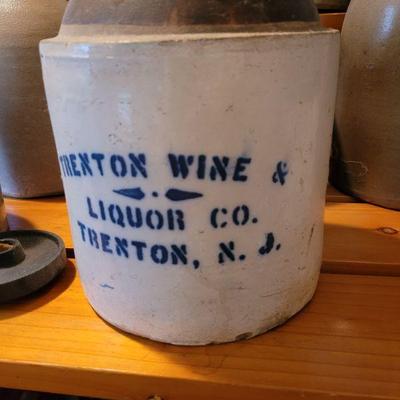 TRENTON WINE &
LIQUOR CO.
TRENTON, N. J.